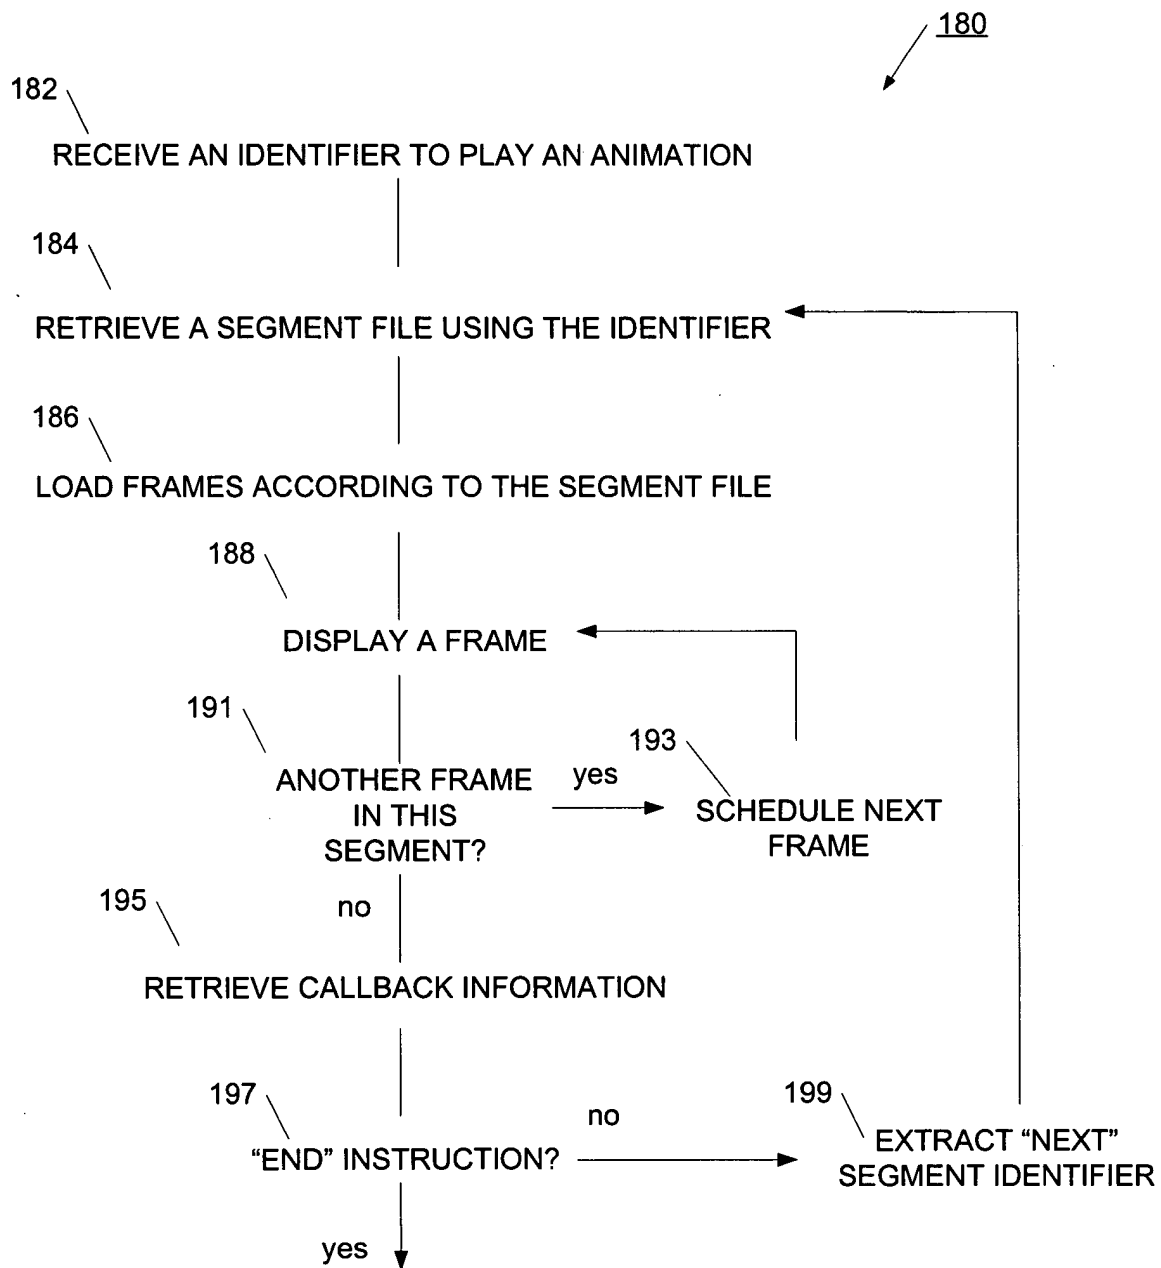 180
182
RECEIVE AN IDENTIFIER TO PLAY AN ANIMATION
184
RETRIEVE A SEGMENT FILE USING THE IDENTIFIER
186
LOAD FRAMES ACCORDING TO THE SEGMENT FILE
188
DISPLAY A FRAME
191
ANOTHER FRAME
IN THIS
SEGMENT?
yes
193
SCHEDULE NEXT
FRAME
no
195
RETRIEVE CALLBACK INFORMATION
197
“END” INSTRUCTION?
no
199
EXTRACT “NEXT”
SEGMENT IDENTIFIER
yes